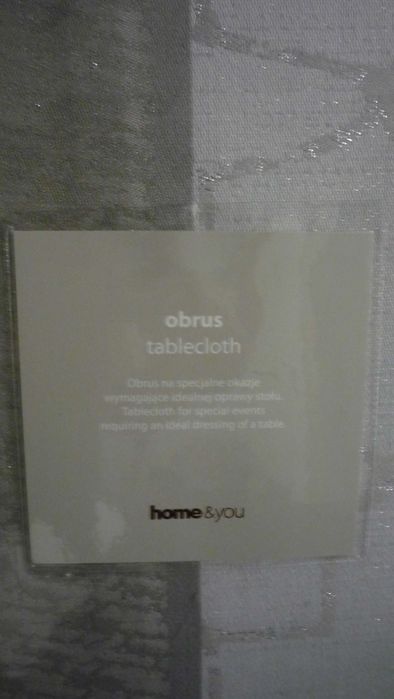 obrus
tablecloth
Obrus na specjalne okazje
wymagające idealnej oprawy stołu.
Tablecloth for special events
requiring an ideal dressing of a table.
home&you